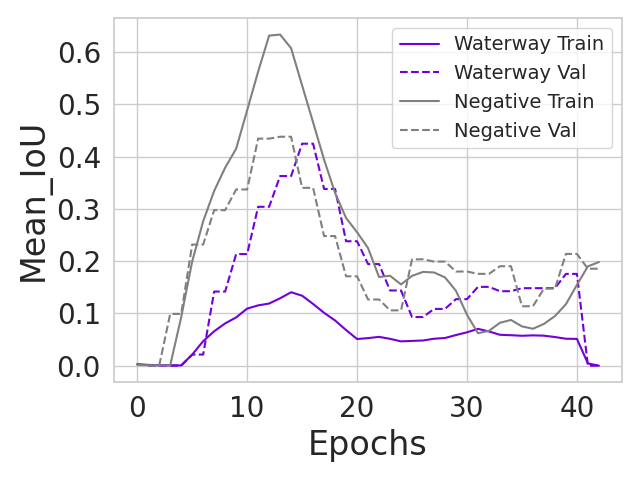 Mean_IoU
0.6
0.5
0.4
0.3
0.2
0.1
0.0
Waterway Train
Waterway Val
Negative Train
Negative Val
0 10 20 30 40
Epochs